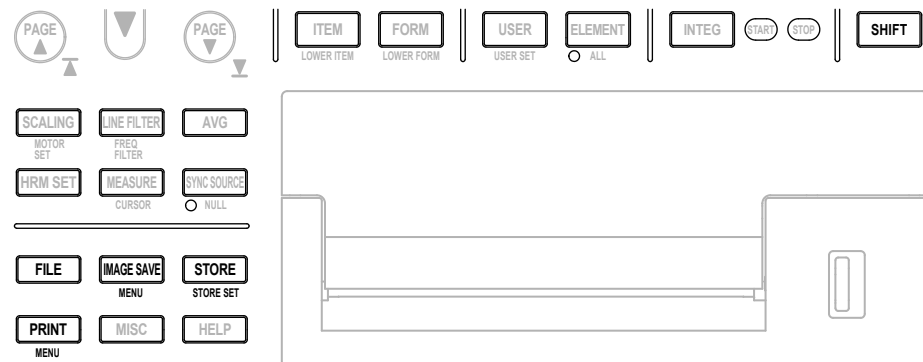 PAGE
PAGE
ITEM FORM USER ELEMENT INTEG START STOP SHIFT
LOWER ITEM LOWER FORM USER SET ALL
SCALING LINE FILTER AVG
MOTOR SET FREQ FILTER
HRM SET MEASURE SYNC SOURCE
CURSOR NULL
FILE IMAGE SAVE STORE
MENU STORE SET
PRINT MISC HELP
MENU